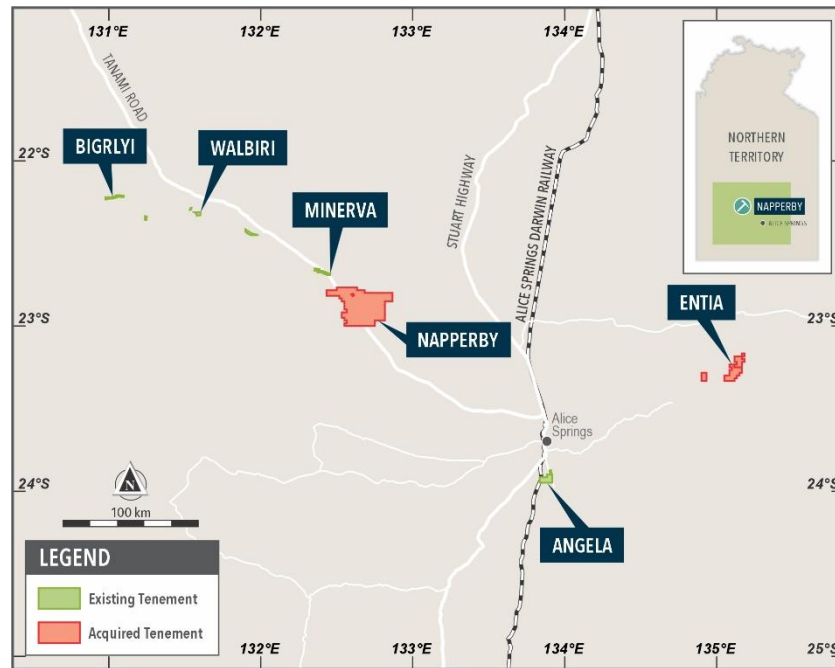 131°E
132°E
133°E
134°E
TANAMI ROAD
22°S
BIGRLYI
WALBIRI
MINERVA
STUART HIGHWAY
ALICE SPRINGS DARWIN RAILWAY
NORTHERN
TERRITORY
NAPPERBY
ALICE SPRINGS
ENTIA
23°S
23°S
NAPPERBY
Alice
Springs
24°S
24°S
N
100 km
ANGELA
LEGEND
Existing Tenement
Acquired Tenement
132°E
133°E
134°E
135°E
25°S